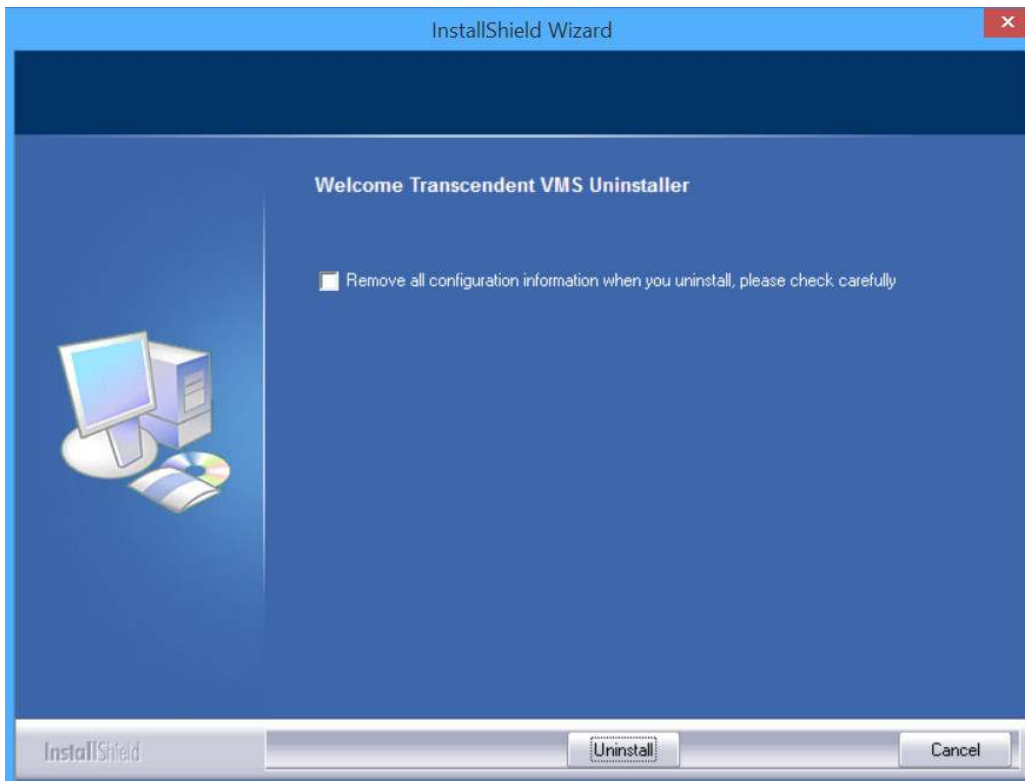 InstallShield Wizard
Welcome Transcendent VMS Uninstaller
Remove all configuration information when you uninstall, please check carefully
InstallShield
Uninstall
Cancel